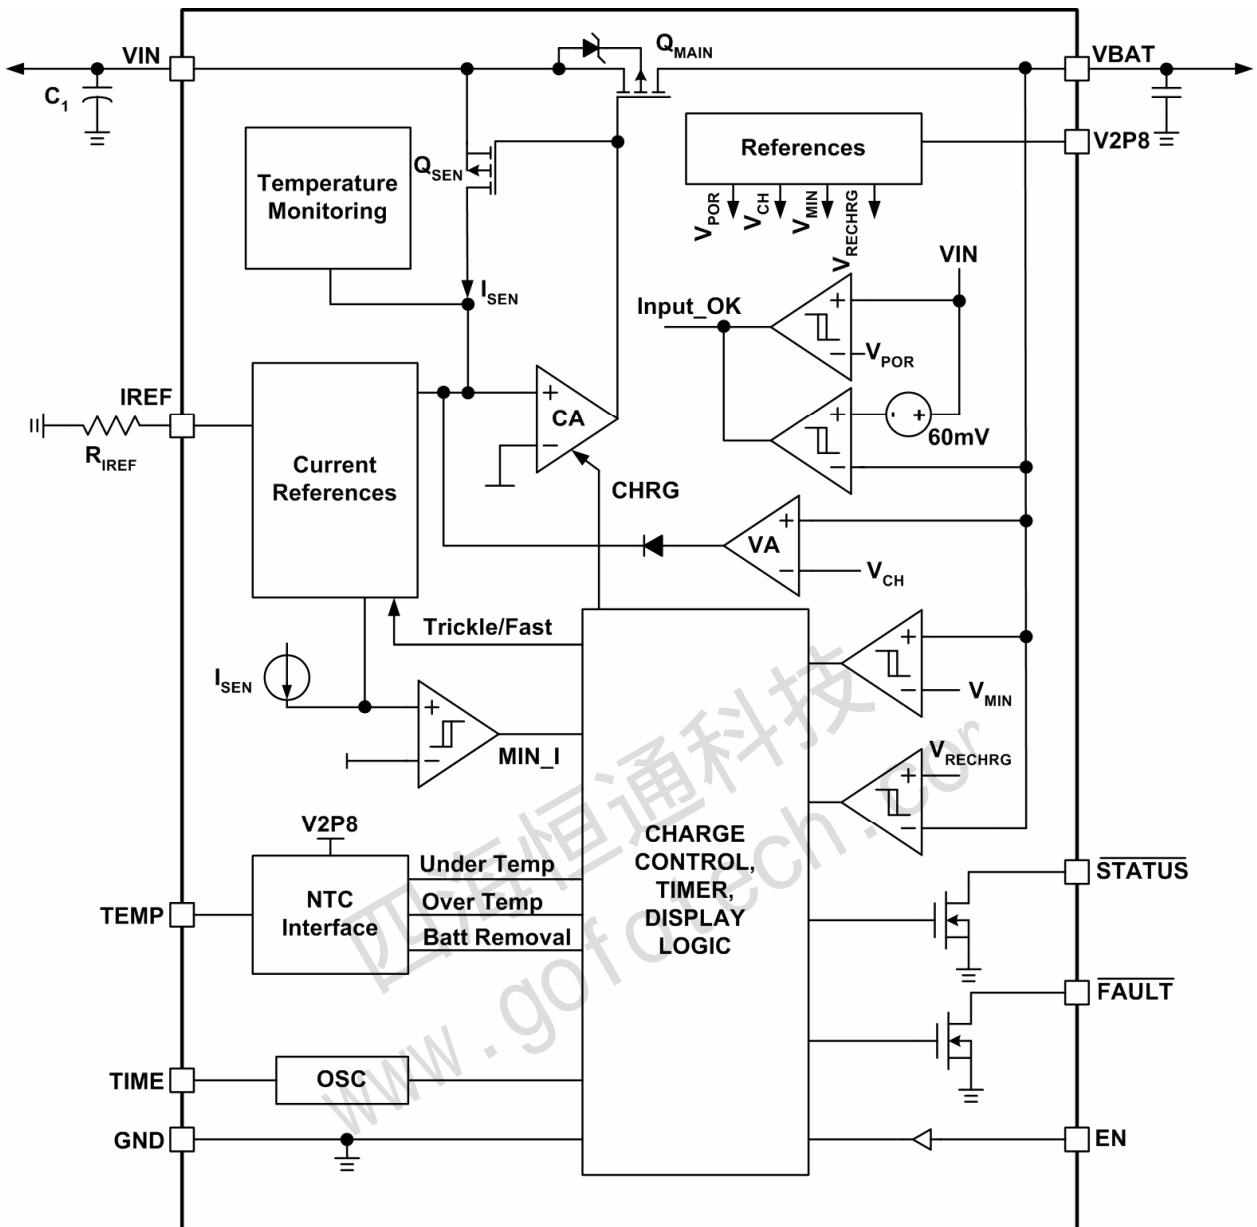 VIN
QMAIN
VBAT
C1
V2P8
References
QSEN
Temperature
Monitoring
VPOR
VCH
VMIN
VRECHRG
VIN
ISEN
Input_OK
+
−
VPOR
IREF
RIREF
Current
References
+
CA
−
+
- +
60mV
−
CHRG
+
VA
−
VCH
Trickle/Fast
ISEN
+
−
MIN_I
+
−
VMIN
VRECHRG
+
−
V2P8
CHARGE
CONTROL,
TIMER,
DISPLAY
LOGIC
NTC
Interface
Under Temp
Over Temp
Batt Removal
TEMP
STATUS
FAULT
TIME
OSC
GND
EN
四海恒通科技
www.gofotech.com